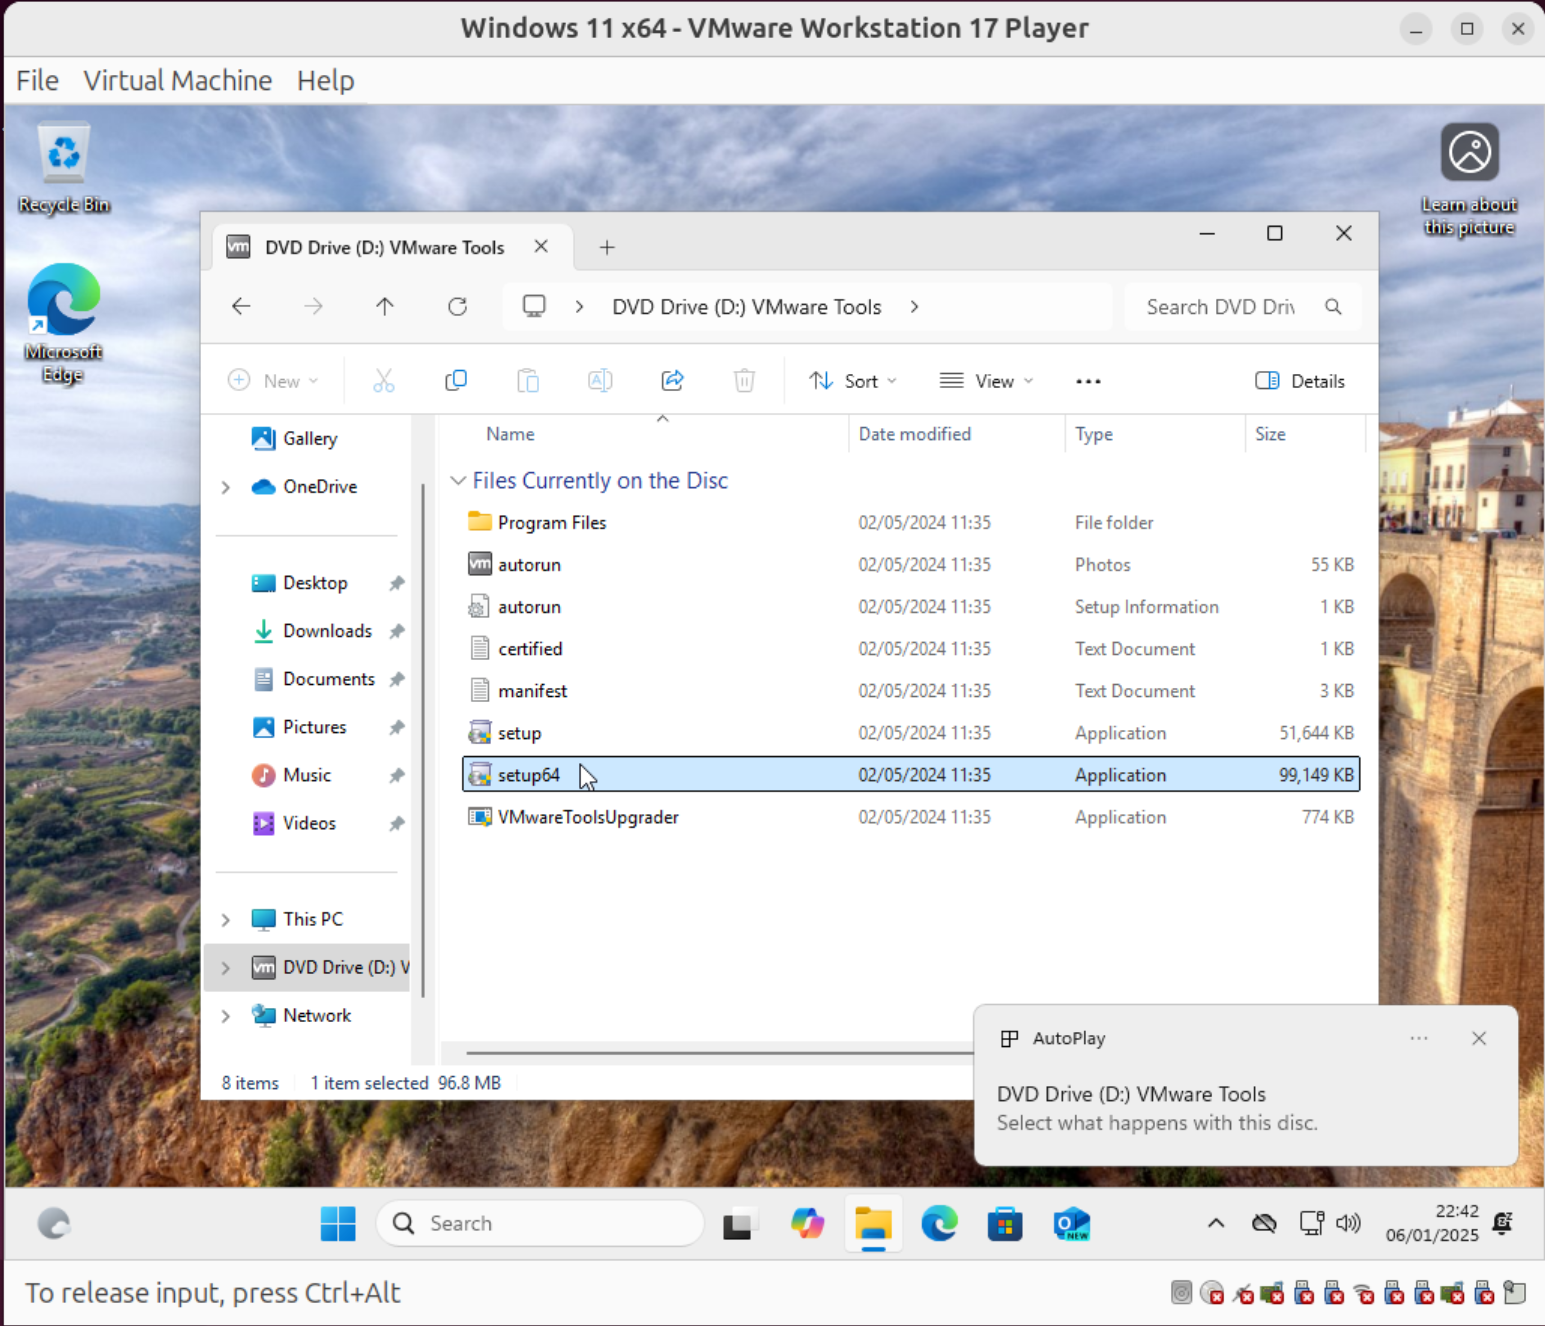 Windows 11 x64 - VMware Workstation 17 Player
File Virtual Machine Help
Recycle Bin
Learn about
this picture
Microsoft
Edge
vm DVD Drive (D:) VMware Tools
DVD Drive (D:) VMware Tools
Search DVD Driv
New
Sort
View
Details
Gallery
OneDrive
Desktop
Downloads
Documents
Pictures
Music
Videos
This PC
vm DVD Drive (D:) V
Network
Name Date modified Type Size
Files Currently on the Disc
Program Files 02/05/2024 11:35 File folder
vm autorun 02/05/2024 11:35 Photos 55 KB
autorun 02/05/2024 11:35 Setup Information 1 KB
certified 02/05/2024 11:35 Text Document 1 KB
manifest 02/05/2024 11:35 Text Document 3 KB
setup 02/05/2024 11:35 Application 51,644 KB
setup64 02/05/2024 11:35 Application 99,149 KB
VMwareToolsUpgrader 02/05/2024 11:35 Application 774 KB
8 items 1 item selected 96.8 MB
AutoPlay
DVD Drive (D:) VMware Tools
Select what happens with this disc.
Search
NEW
22:42
06/01/2025
To release input, press Ctrl+Alt